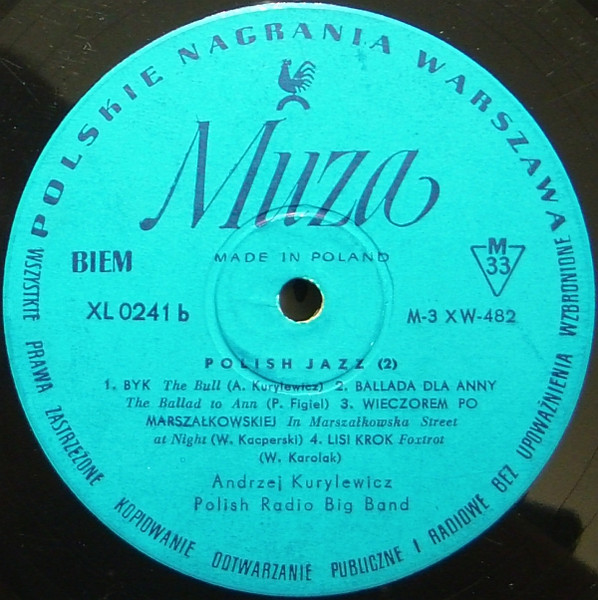 POLSKIE NAGRANIA WARSZAWA
Muza
BIEM
MADE IN POLAND
M
33
XL 0241 b
M-3 XW-482
POLISH JAZZ (2)
1. BYK The Bull (A. Kurylewicz) 2. BALLADA DLA ANNY
The Ballad to Ann (P. Figiel) 3. WIECZOREM PO
MARSZAŁKOWSKIEJ In Marszałkowska Street
at Night (W. Kacperski) 4. LISI KROK Foxtrot
(W. Karolak)
Andrzej Kurylewicz
Polish Radio Big Band
WSZYSTKIE PRAWA ZASTRZEŻONE KOPIOWANIE ODTWARZANIE PUBLICZNE I RADIOWE BEZ UPOWAŻNIENIA WZBRONIONE